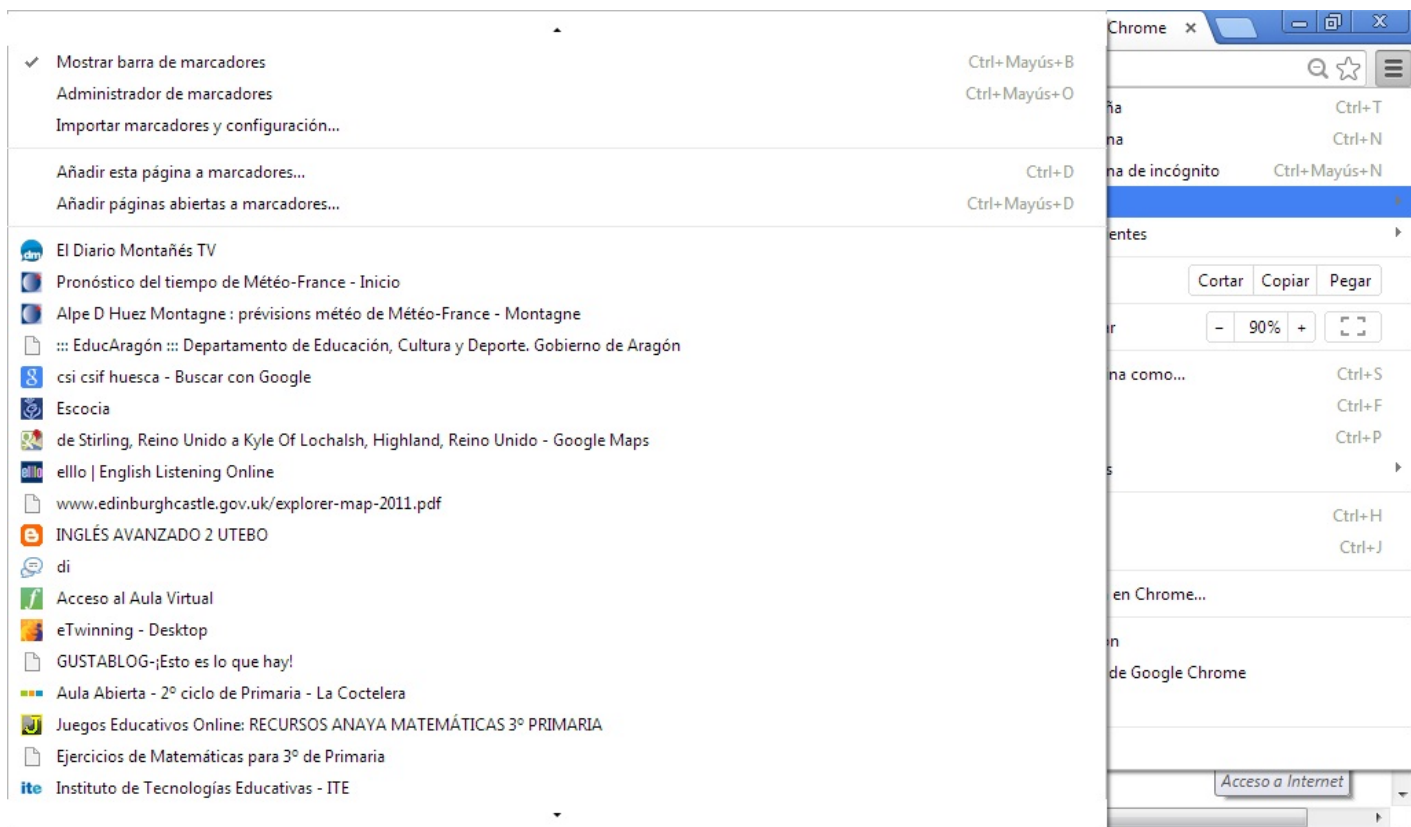 Mostrar barra de marcadores Ctrl+Mayús+B
Administrador de marcadores Ctrl+Mayús+O
Importar marcadores y configuración...
Añadir esta página a marcadores... Ctrl+D
Añadir páginas abiertas a marcadores... Ctrl+Mayús+D
dm El Diario Montañés TV
Pronóstico del tiempo de Météo-France - Inicio
Alpe D Huez Montagne : prévisions météo de Météo-France - Montagne
::: EducAragón ::: Departamento de Educación, Cultura y Deporte. Gobierno de Aragón
8 csi csif huesca - Buscar con Google
Escocia
de Stirling, Reino Unido a Kyle Of Lochalsh, Highland, Reino Unido - Google Maps
elllo elllo | English Listening Online
www.edinburghcastle.gov.uk/explorer-map-2011.pdf
INGLÉS AVANZADO 2 UTEBO
di
f Acceso al Aula Virtual
eTwinning - Desktop
GUSTABLOG-¡Esto es lo que hay!
Aula Abierta - 2º ciclo de Primaria - La Coctelera
J Juegos Educativos Online: RECURSOS ANAYA MATEMÁTICAS 3º PRIMARIA
Ejercicios de Matemáticas para 3º de Primaria
ite Instituto de Tecnologías Educativas - ITE
Chrome ×
ña Ctrl+T
na Ctrl+N
na de incógnito Ctrl+Mayús+N
entes
Cortar Copiar Pegar
ar - 90% +
na como... Ctrl+S
Ctrl+F
Ctrl+P
s
Ctrl+H
Ctrl+J
en Chrome...
ón
de Google Chrome
Acceso a Internet